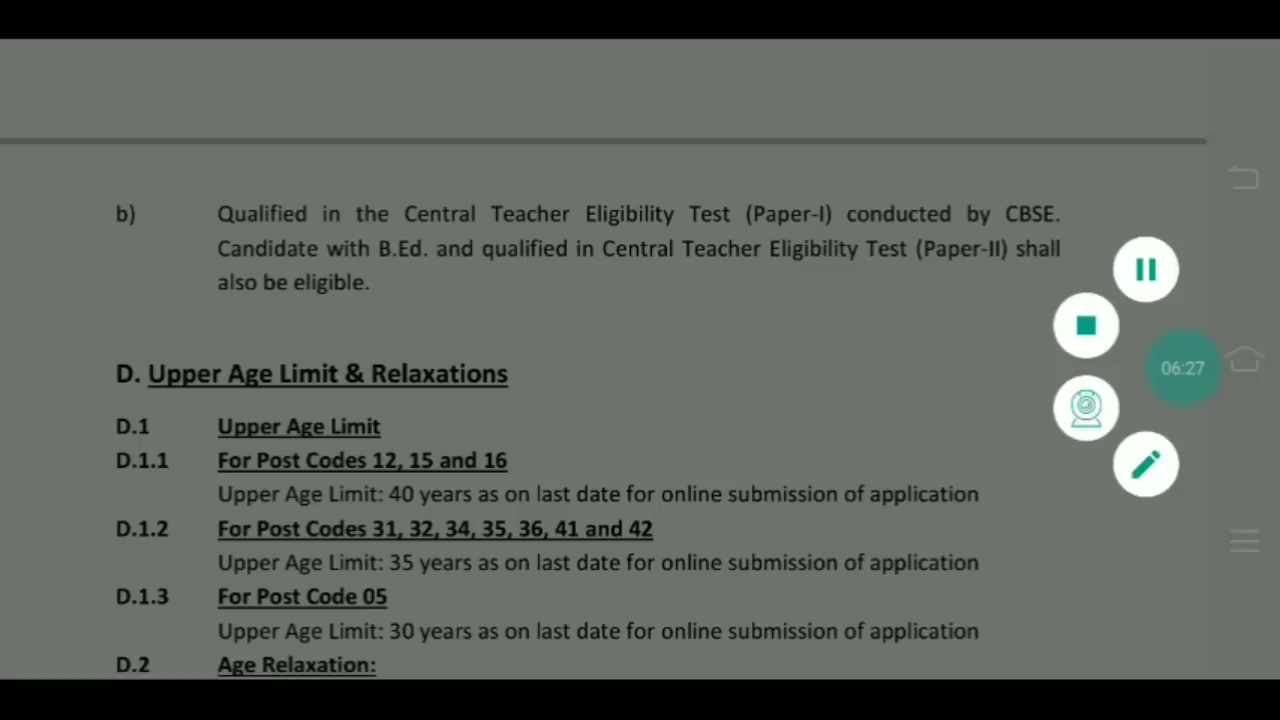 b) Qualified in the Central Teacher Eligibility Test (Paper-I) conducted by CBSE.
Candidate with B.Ed. and qualified in Central Teacher Eligibility Test (Paper-II) shall
also be eligible.
D. Upper Age Limit & Relaxations
D.1 Upper Age Limit
D.1.1 For Post Codes 12, 15 and 16
Upper Age Limit: 40 years as on last date for online submission of application
D.1.2 For Post Codes 31, 32, 34, 35, 36, 41 and 42
Upper Age Limit: 35 years as on last date for online submission of application
D.1.3 For Post Code 05
Upper Age Limit: 30 years as on last date for online submission of application
D.2 Age Relaxation:
06:27